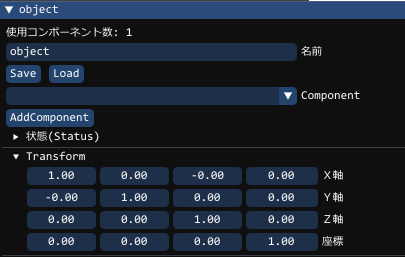 object
使用コンポーネント数: 1
object 名前
Save Load
Component
AddComponent
状態(Status)
Transform
1.00 0.00 -0.00 0.00 X軸
-0.00 1.00 0.00 0.00 Y軸
0.00 0.00 1.00 0.00 Z軸
0.00 0.00 0.00 1.00 座標